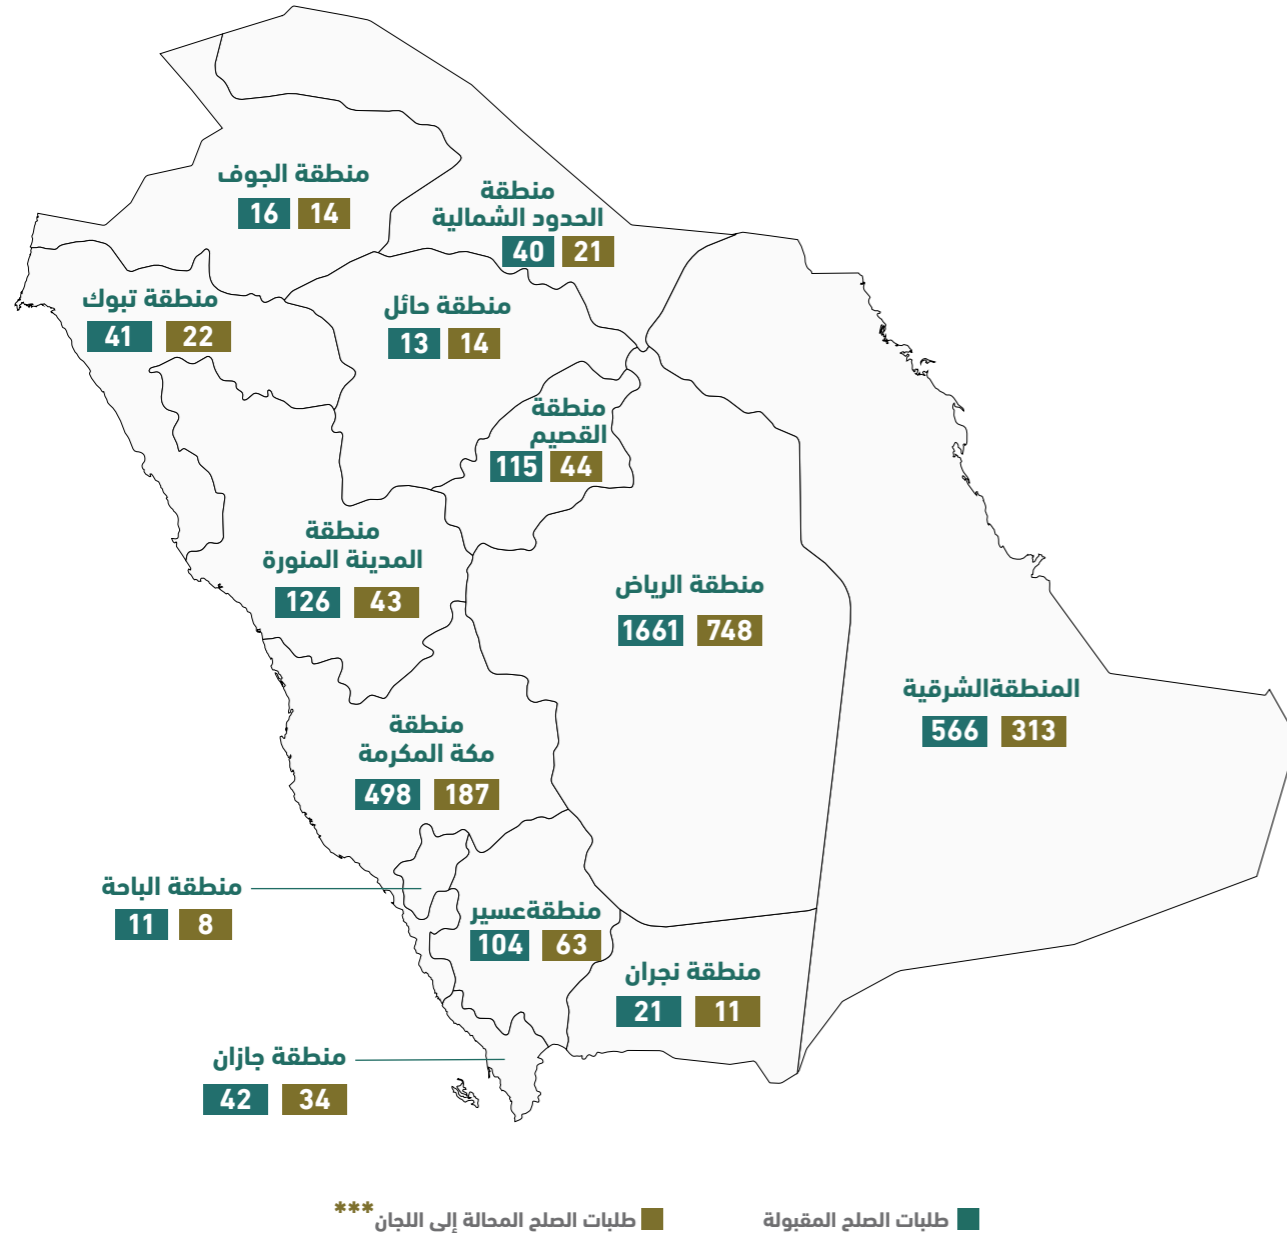 منطقة الجوف
16 14
منطقة
الحدود الشمالية
40 21
منطقة تبوك
41 22
منطقة حائل
13 14
منطقة
القصيم
115 44
منطقة
المدينة المنورة
126 43
منطقة الرياض
1661 748
المنطقةالشرقية
566 313
منطقة
مكة المكرمة
498 187
منطقة الباحة
11 8
منطقةعسير
104 63
منطقة نجران
21 11
منطقة جازان
42 34
طلبات الصلح المقبولة
طلبات الصلح المحالة إلى اللجان***